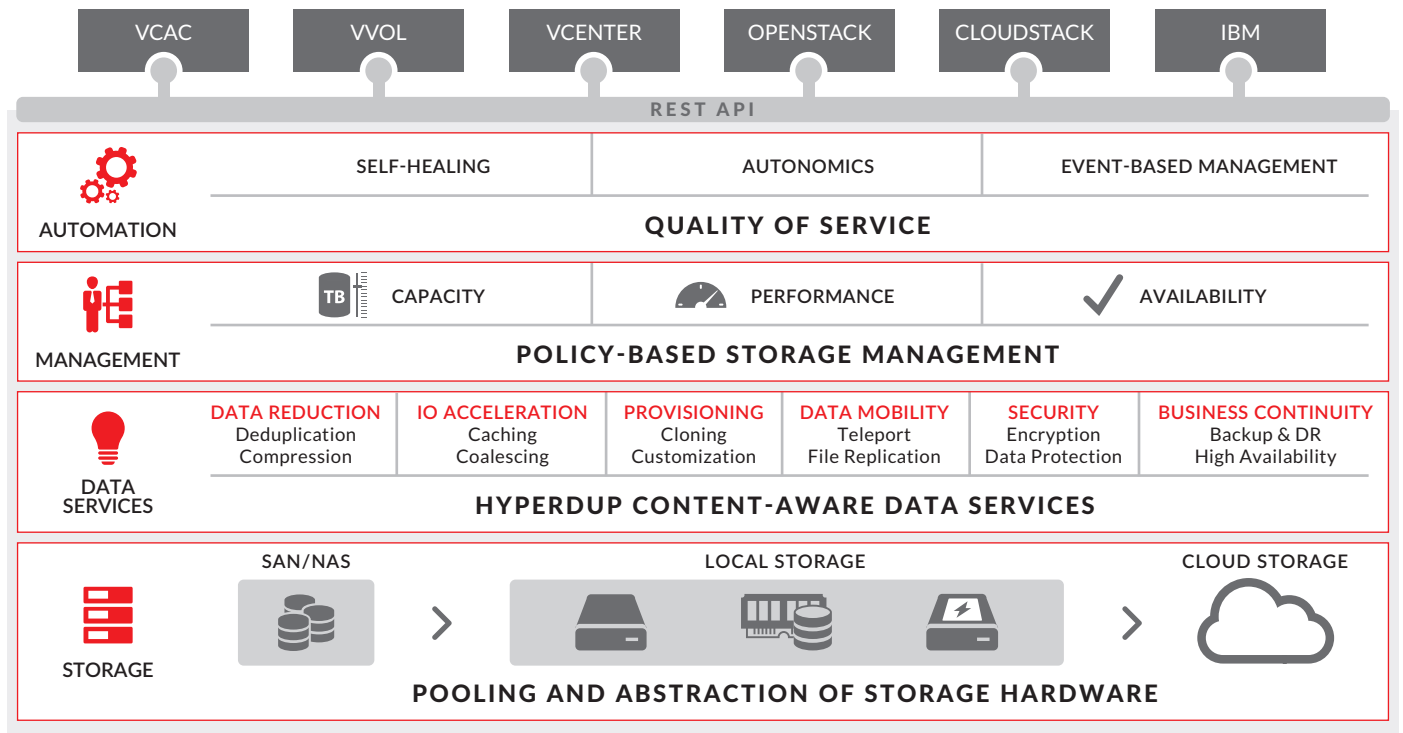 VCAC
VVOL
VCENTER
OPENSTACK
CLOUDSTACK
IBM
REST API
AUTOMATION
SELF-HEALING
AUTONOMICS
EVENT-BASED MANAGEMENT
QUALITY OF SERVICE
MANAGEMENT
TB
CAPACITY
PERFORMANCE
AVAILABILITY
POLICY-BASED STORAGE MANAGEMENT
DATA
SERVICES
DATA REDUCTION
Deduplication
Compression
IO ACCELERATION
Caching
Coalescing
PROVISIONING
Cloning
Customization
DATA MOBILITY
Teleport
File Replication
SECURITY
Encryption
Data Protection
BUSINESS CONTINUITY
Backup & DR
High Availability
HYPERDUP CONTENT-AWARE DATA SERVICES
STORAGE
SAN/NAS
LOCAL STORAGE
CLOUD STORAGE
POOLING AND ABSTRACTION OF STORAGE HARDWARE